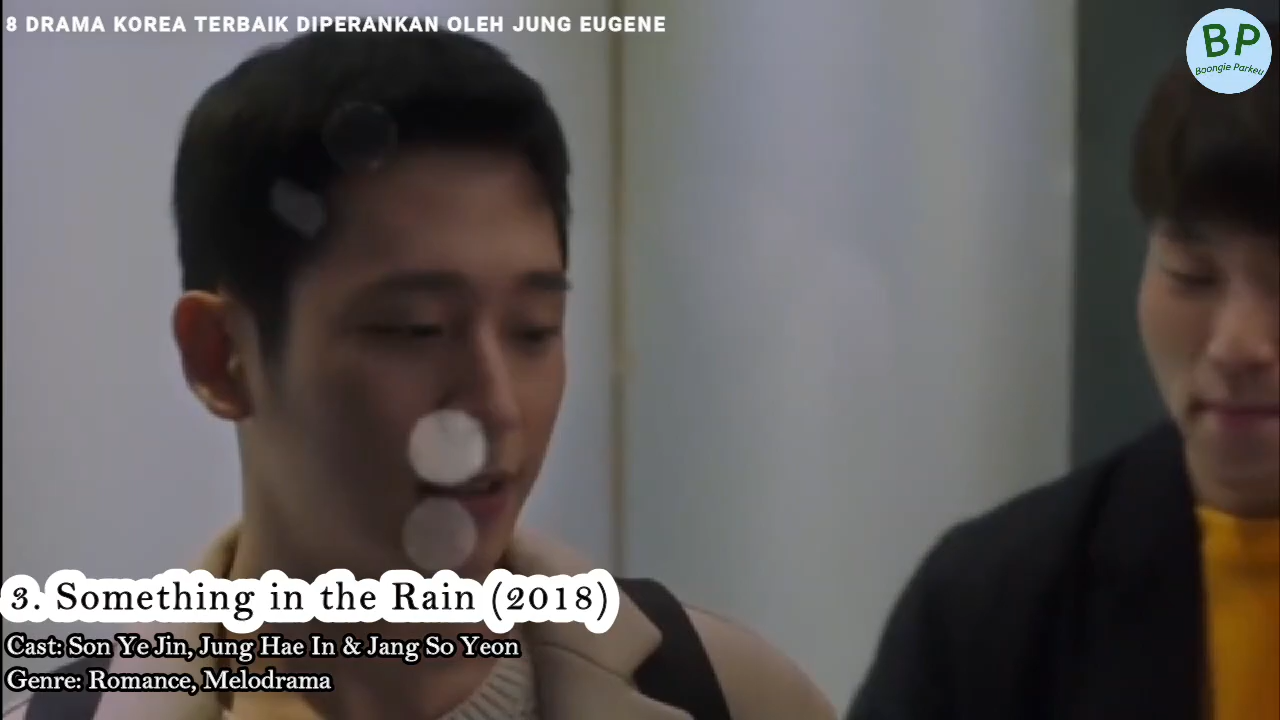 8 DRAMA KOREA TERBAIK DIPERANKAN OLEH JUNG EUGENE
BP
Boongie Parkeu
3. Something in the Rain (2018)
Cast: Son Ye Jin, Jung Hae In & Jang So Yeon
Genre: Romance, Melodrama